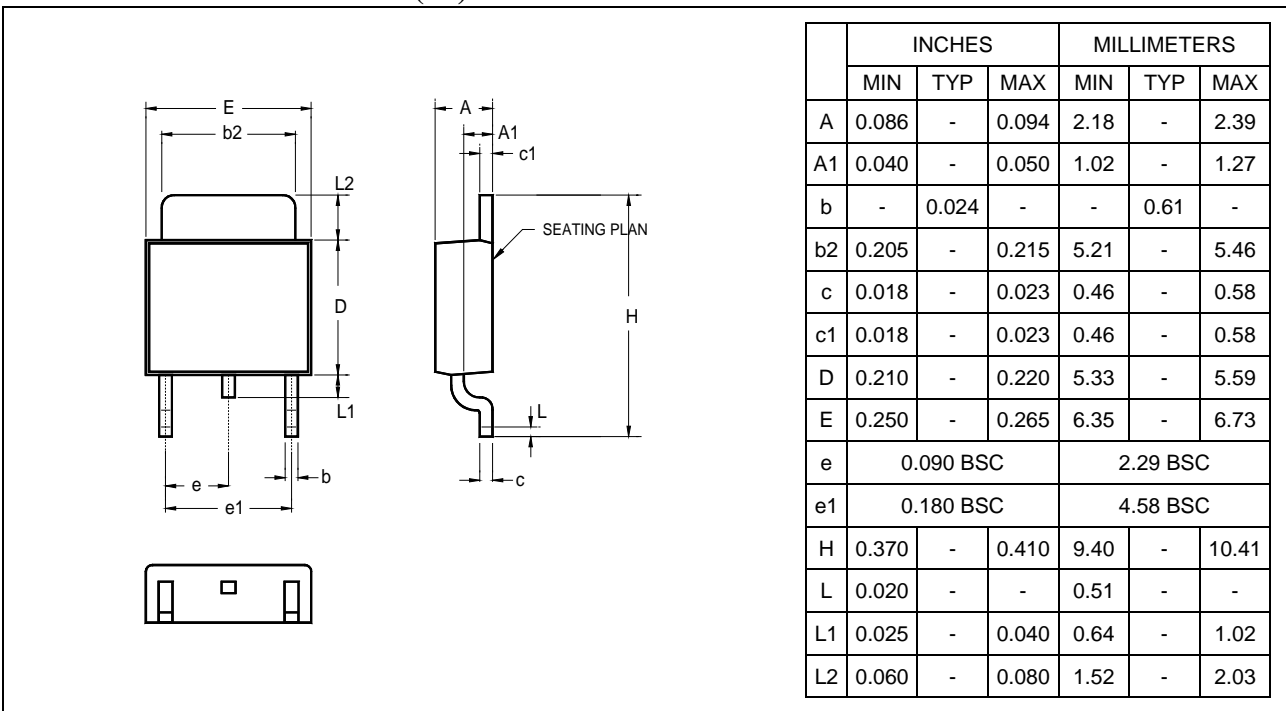 E
b2
L2
D
L1
e
e1
b
A
A1
c1
SEATING PLAN
H
L
c
INCHES MILLIMETERS
MIN TYP MAX MIN TYP MAX
A 0.086 - 0.094 2.18 - 2.39
A1 0.040 - 0.050 1.02 - 1.27
b - 0.024 - - 0.61 -
b2 0.205 - 0.215 5.21 - 5.46
c 0.018 - 0.023 0.46 - 0.58
c1 0.018 - 0.023 0.46 - 0.58
D 0.210 - 0.220 5.33 - 5.59
E 0.250 - 0.265 6.35 - 6.73
e 0.090 BSC 2.29 BSC
e1 0.180 BSC 4.58 BSC
H 0.370 - 0.410 9.40 - 10.41
L 0.020 - - 0.51 - -
L1 0.025 - 0.040 0.64 - 1.02
L2 0.060 - 0.080 1.52 - 2.03